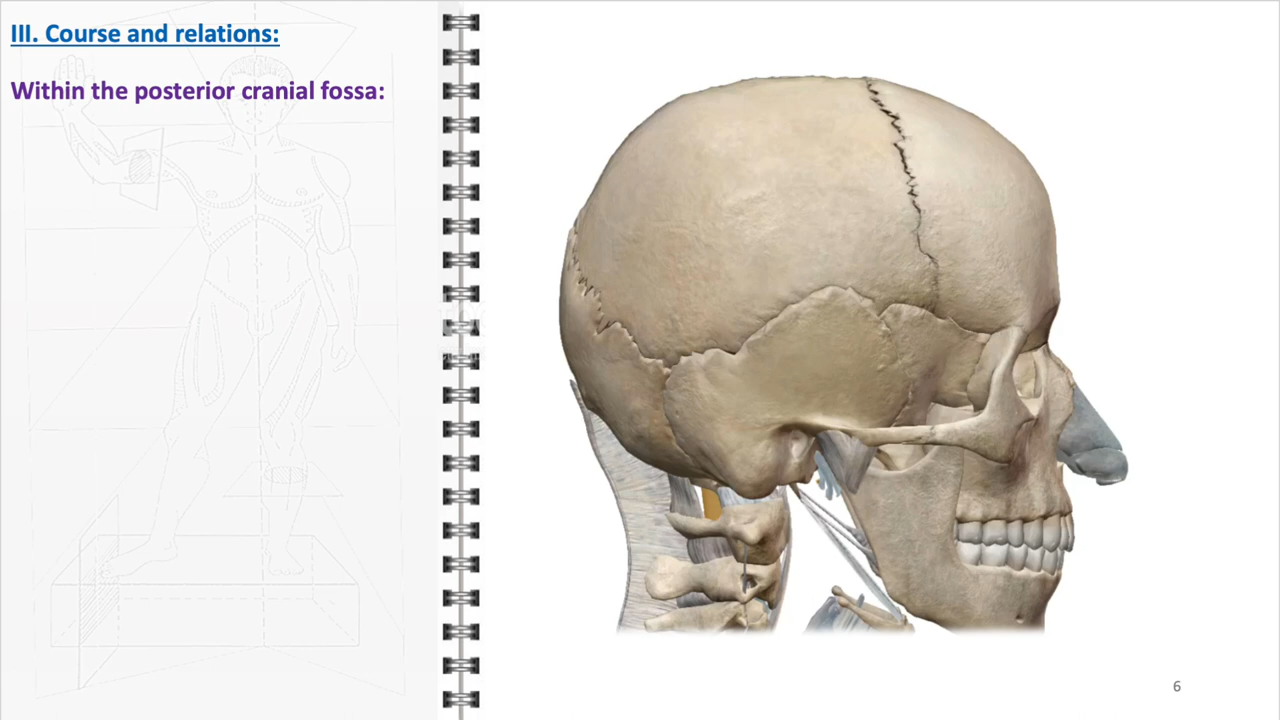 III. Course and relations:
Within the posterior cranial fossa:
6